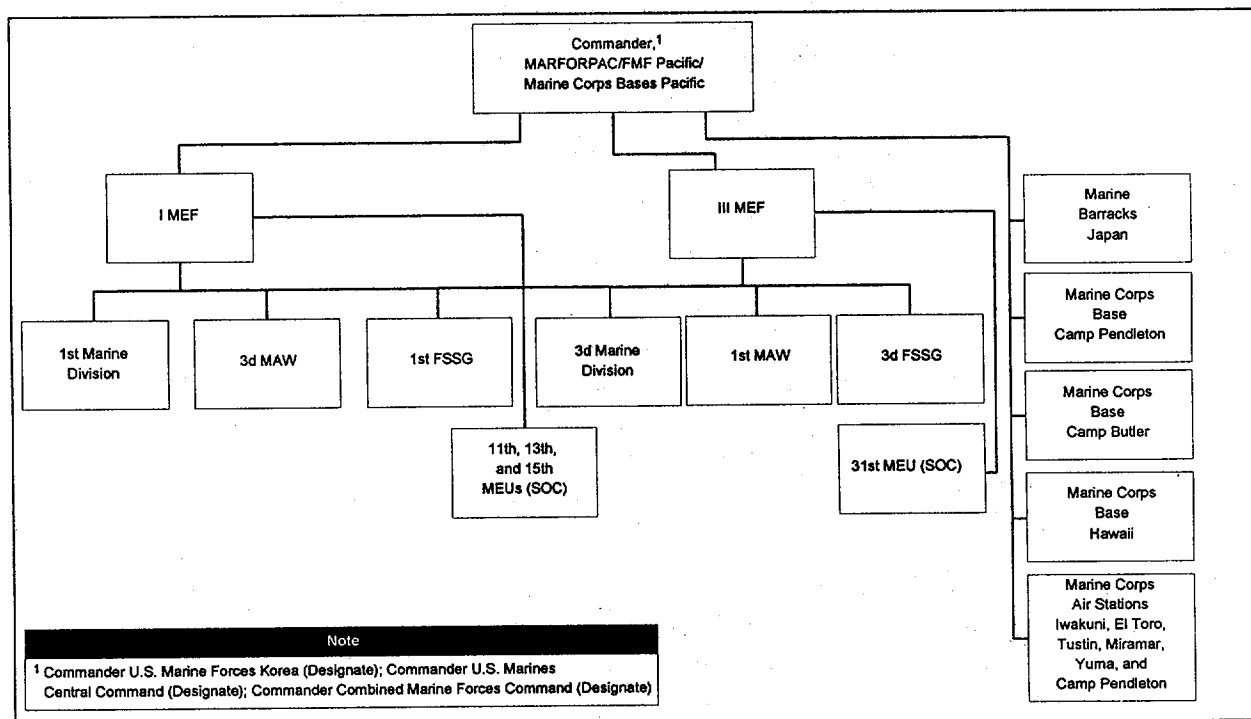 Commander,1
MARFORPAC/FMF Pacific/
Marine Corps Bases Pacific
I MEF
III MEF
Marine
Barracks
Japan
Marine Corps
Base
Camp Pendleton
1st Marine
Division
3d MAW
1st FSSG
3d Marine
Division
1st MAW
3d FSSG
Marine Corps
Base
Camp Butler
11th, 13th,
and 15th
MEUs (SOC)
31st MEU (SOC)
Marine Corps
Base
Hawaii
Marine Corps
Air Stations
Iwakuni, El Toro,
Tustin, Miramar,
Yuma, and
Camp Pendleton
Note
1 Commander U.S. Marine Forces Korea (Designate); Commander U.S. Marines
Central Command (Designate); Commander Combined Marine Forces Command (Designate)